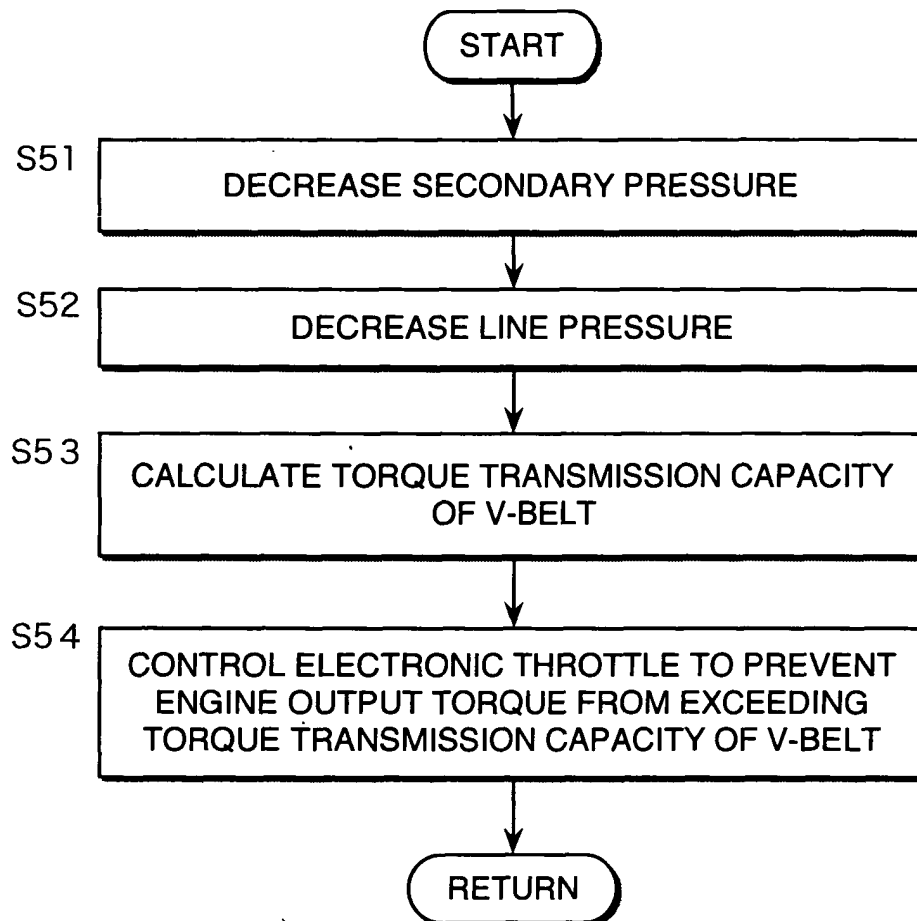 START
S51
DECREASE SECONDARY PRESSURE
S52
DECREASE LINE PRESSURE
S53
CALCULATE TORQUE TRANSMISSION CAPACITY
OF V-BELT
S54
CONTROL ELECTRONIC THROTTLE TO PREVENT
ENGINE OUTPUT TORQUE FROM EXCEEDING
TORQUE TRANSMISSION CAPACITY OF V-BELT
RETURN